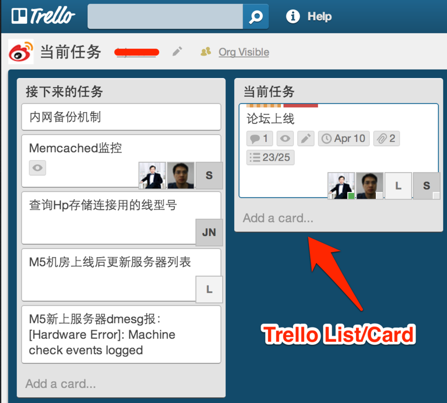 Trello
Help
当前任务
Org Visible
接下来的任务
内网备份机制
Memcached监控
S
查询Hp存储连接用的线型号
JN
M5机房上线后更新服务器列表
L
M5新上服务器dmesg报：
[Hardware Error]: Machine
check events logged
Add a card...
当前任务
论坛上线
1
Apr 10
2
23/25
L
S
Add a card...
Trello List/Card